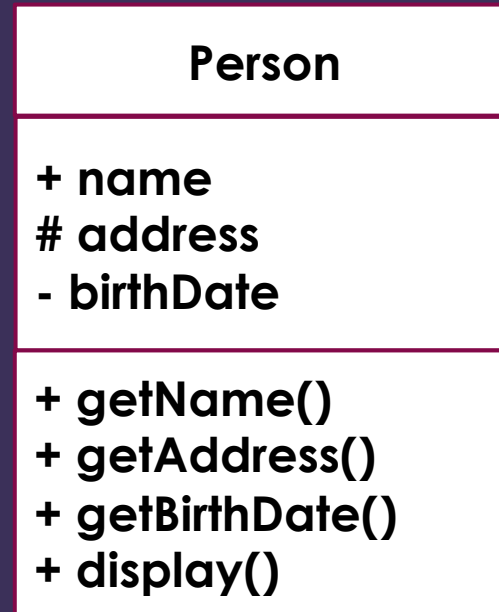 Person
+ name
# address
- birthDate
+ getName()
+ getAddress()
+ getBirthDate()
+ display()